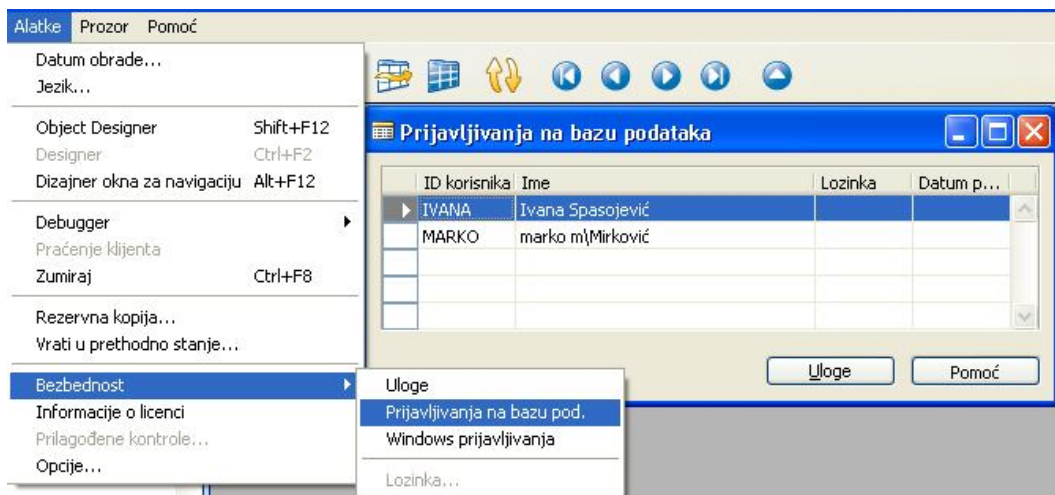 Alatke Prozor Pomoć
Datum obrade...
Jezik...
Object Designer Shift+F12
Designer Ctrl+F2
Dizajner okna za navigaciju Alt+F12
Debugger
Praćenje klijenta
Zumiraj Ctrl+F8
Rezervna kopija...
Vrati u prethodno stanje...
Bezbednost
Informacije o licenci
Prilagođene kontrole...
Opcije...
Uloge
Prijavljivanja na bazu pod.
Windows prijavljivanja
Lozinka...
Prijavljivanja na bazu podataka
ID korisnika Ime Lozinka Datum p...
IVANA Ivana Spasojević
MARKO marko m\Mirković
Uloge Pomoć